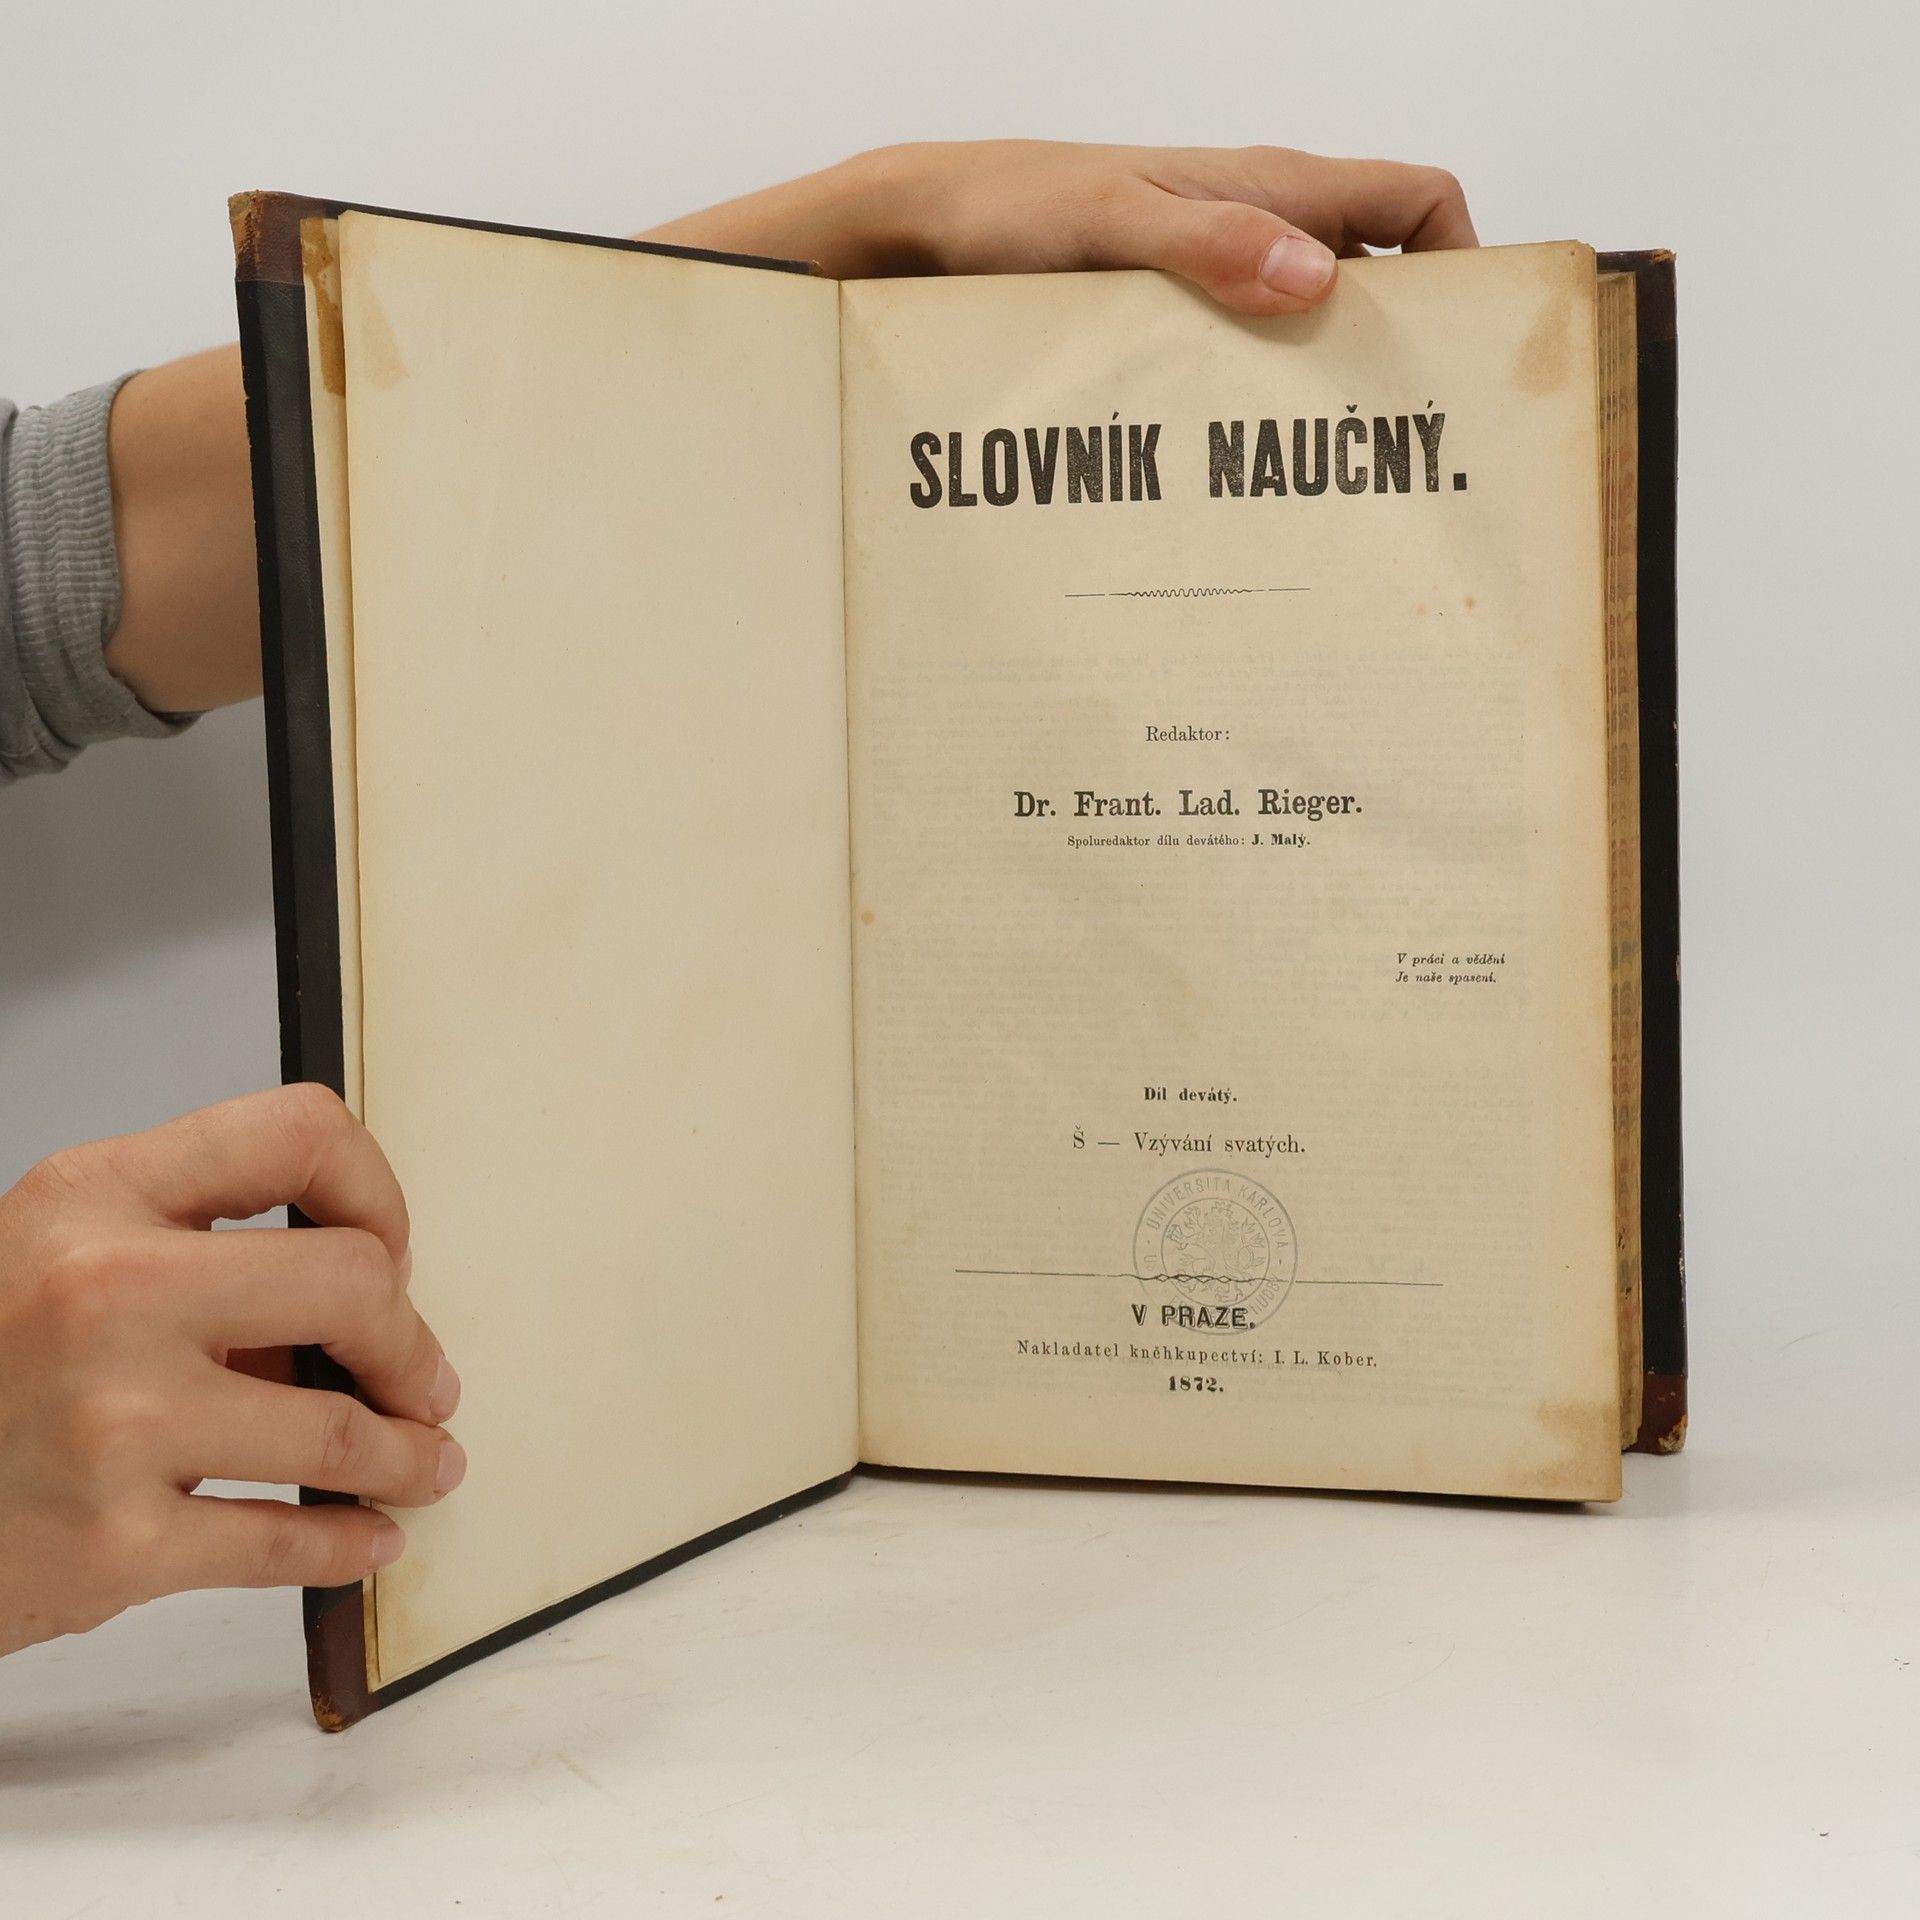 SLOVNÍK NAUČNÝ.
Redaktor:
Dr. Frant. Lad. Rieger.
Spoluredaktor dílu devátého: J. Malý.
V práci a vědění
Je naše spasení.
Díl devátý.
Š — Vzývání svatých.
UNIVERSITA KARLOVA
V PRAZE.
Nakladatel kněhkupectví: I. L. Kober.
1872.